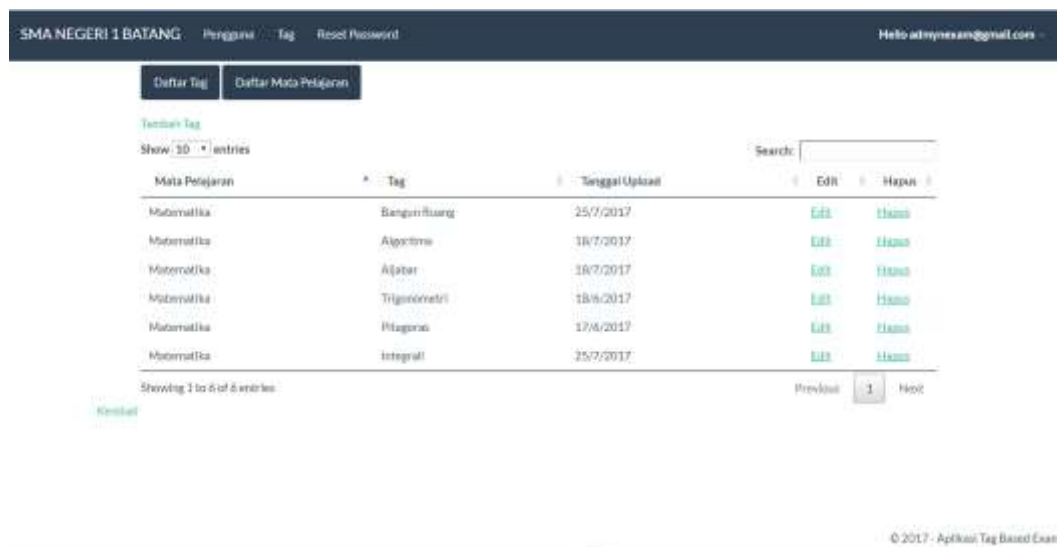 SMA NEGERI 1 BATANG Pengguna Tag Reset Password Hello admynexam@gmail.com
Daftar Tag Daftar Mata Pelajaran
Tambah Tag
Show 10 entries Search:
Mata Pelajaran Tag Tanggal Upload Edit Hapus
Matematika Bangun Ruang 25/7/2017 Edit Hapus
Matematika Algoritma 18/7/2017 Edit Hapus
Matematika Aljabar 18/7/2017 Edit Hapus
Matematika Trigonometri 18/6/2017 Edit Hapus
Matematika Pitagoras 17/6/2017 Edit Hapus
Matematika Integrall 25/7/2017 Edit Hapus
Showing 1 to 6 of 6 entries Previous 1 Next
Kembali
© 2017 - Aplikasi Tag Based Exam